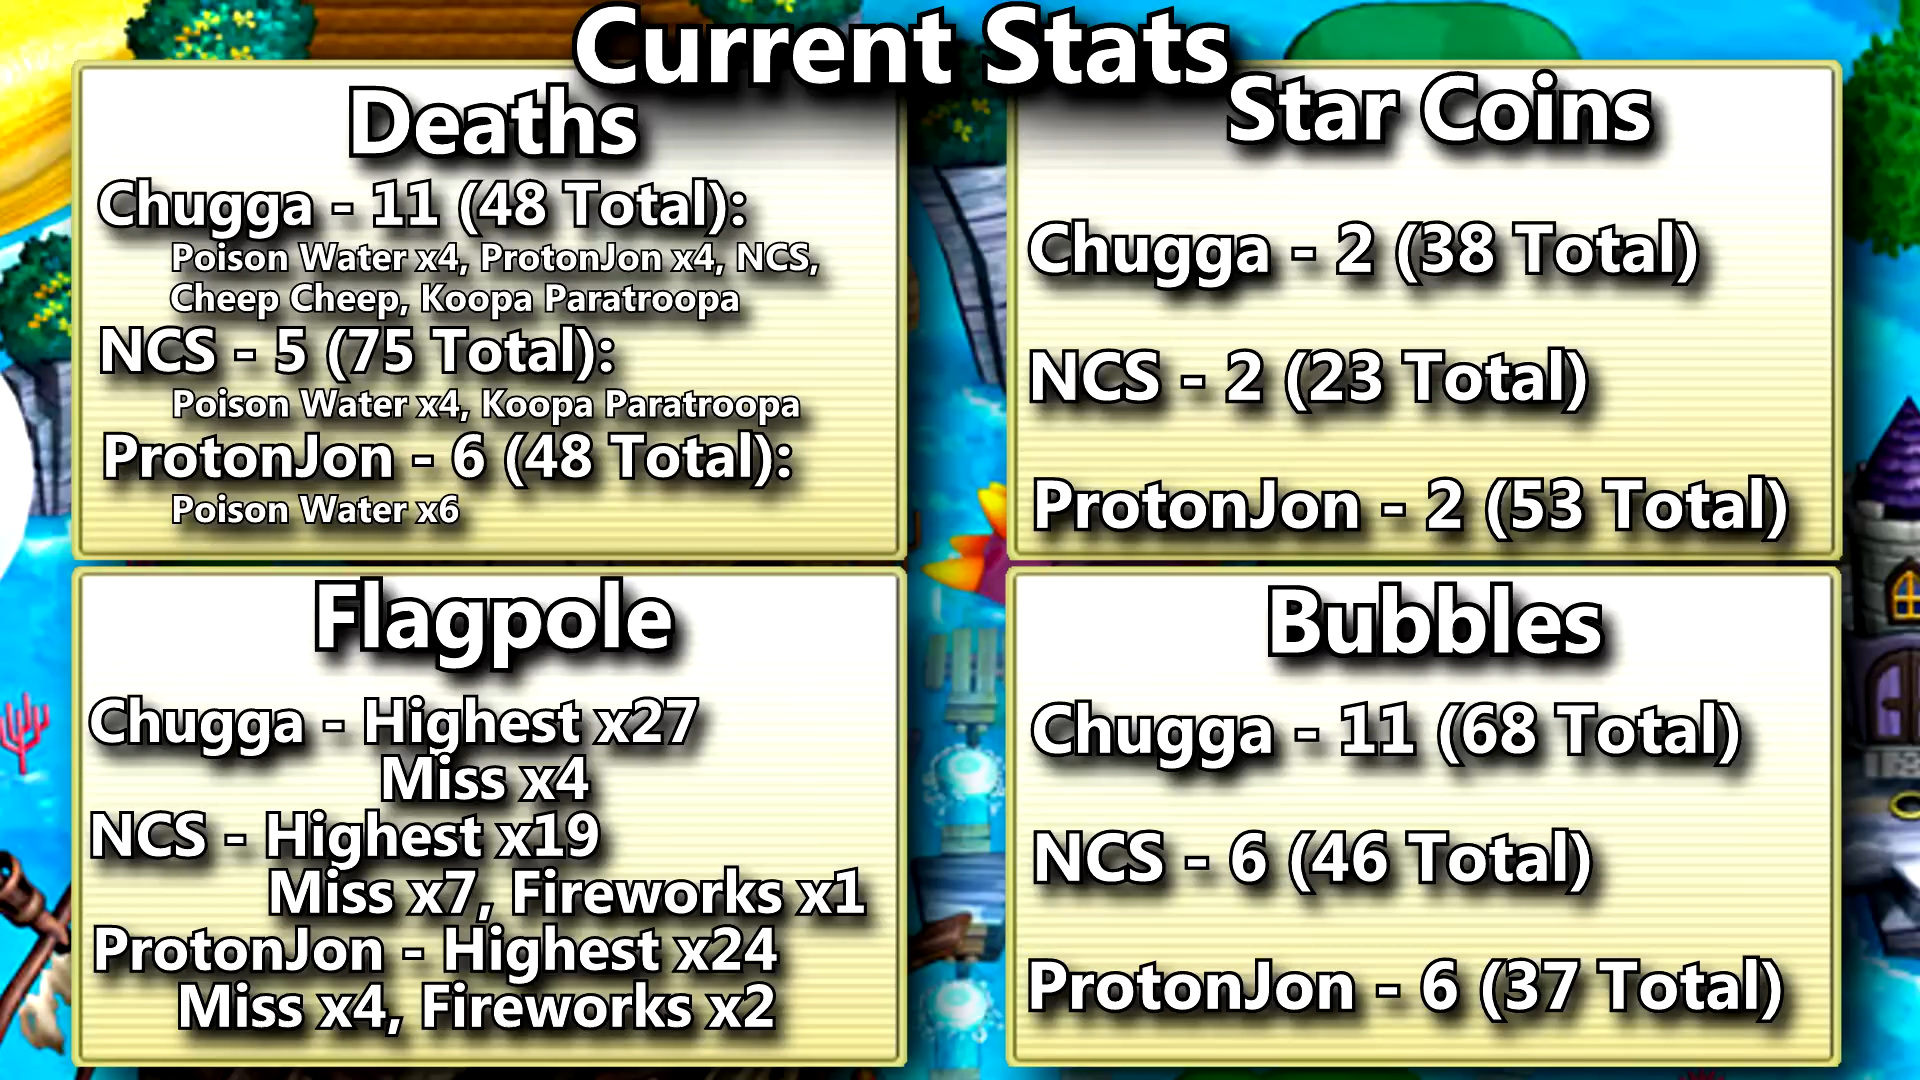 Current Stats
Deaths
Chugga - 11 (48 Total):
Poison Water x4, ProtonJon x4, NCS,
Cheep Cheep, Koopa Paratroopa
NCS - 5 (75 Total):
Poison Water x4, Koopa Paratroopa
ProtonJon - 6 (48 Total):
Poison Water x6
Star Coins
Chugga - 2 (38 Total)
NCS - 2 (23 Total)
ProtonJon - 2 (53 Total)
Flagpole
Chugga - Highest x27
Miss x4
NCS - Highest x19
Miss x7, Fireworks x1
ProtonJon - Highest x24
Miss x4, Fireworks x2
Bubbles
Chugga - 11 (68 Total)
NCS - 6 (46 Total)
ProtonJon - 6 (37 Total)